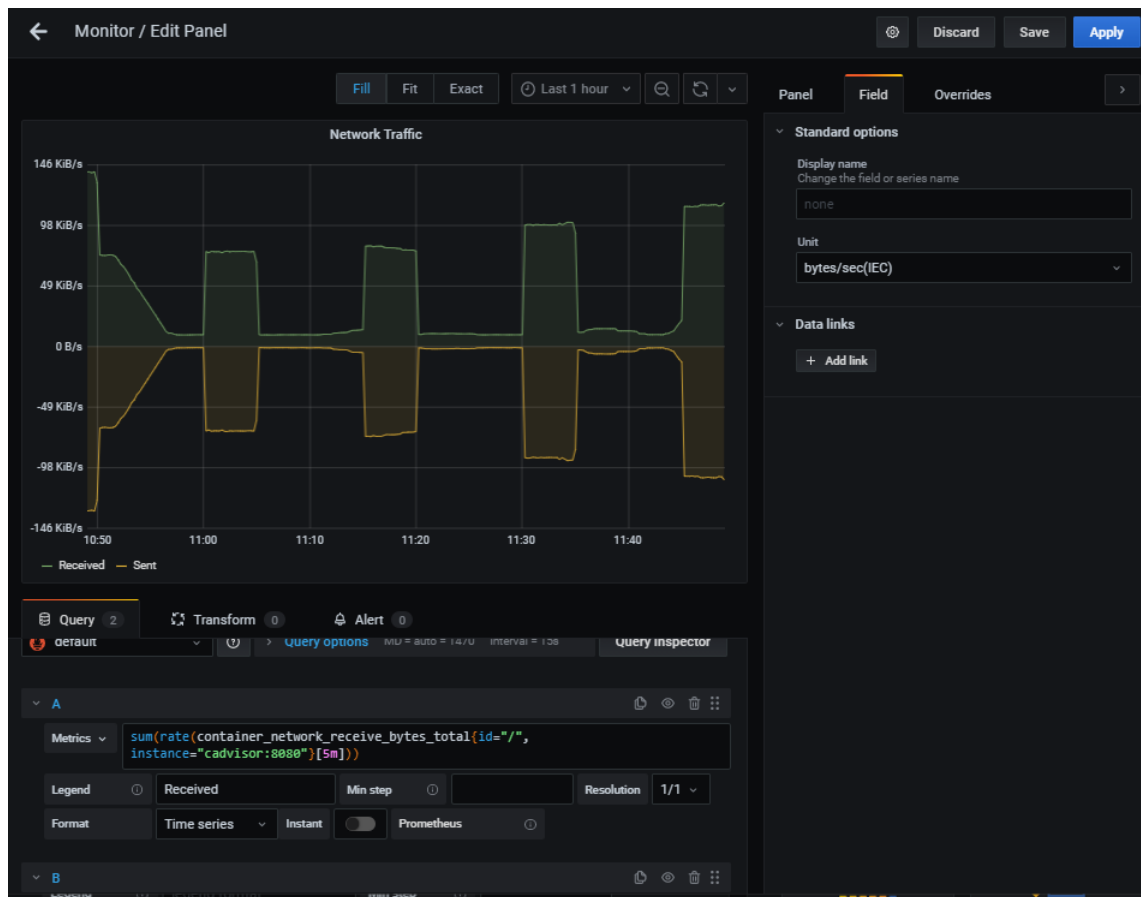 Monitor / Edit Panel
Discard
Save
Apply
Fill
Fit
Exact
Last 1 hour
Panel
Field
Overrides
Network Traffic
146 KiB/s
98 KiB/s
49 KiB/s
0 B/s
-49 KiB/s
-98 KiB/s
-146 KiB/s
10:50 11:00 11:10 11:20 11:30 11:40
Received Sent
Standard options
Display name
Change the field or series name
none
Unit
bytes/sec(IEC)
Data links
+ Add link
Query 2
Transform 0
Alert 0
default
Query options MD = auto = 1470 Interval = 15s
Query inspector
A
Metrics
sum(rate(container_network_receive_bytes_total{id="/",
instance="cadvisor:8080"}[5m]))
Legend Received Min step Resolution 1/1
Format Time series Instant Prometheus
B